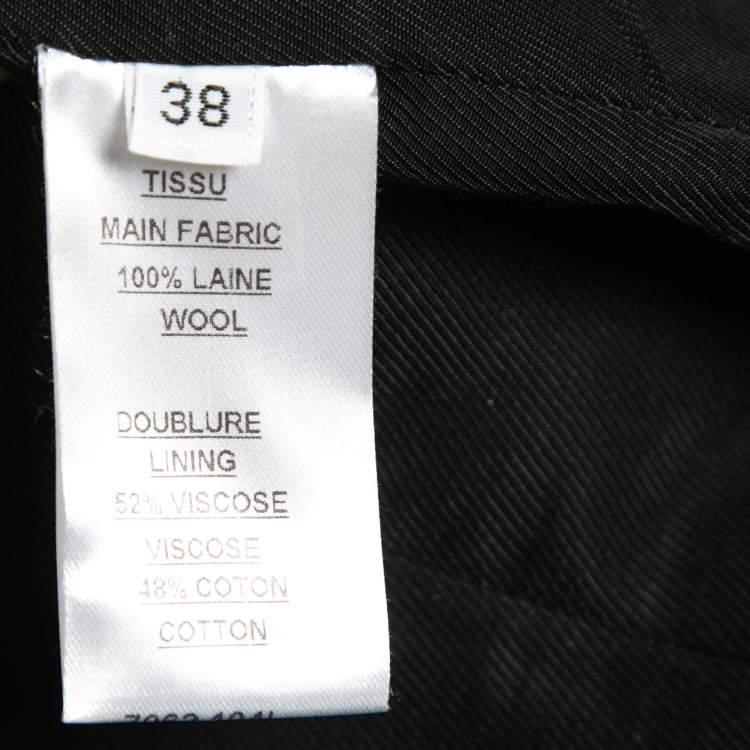 38
TISSU
MAIN FABRIC
100% LAINE
WOOL
DOUBLURE
LINING
52% VISCOSE
VISCOSE
48% COTON
COTTON